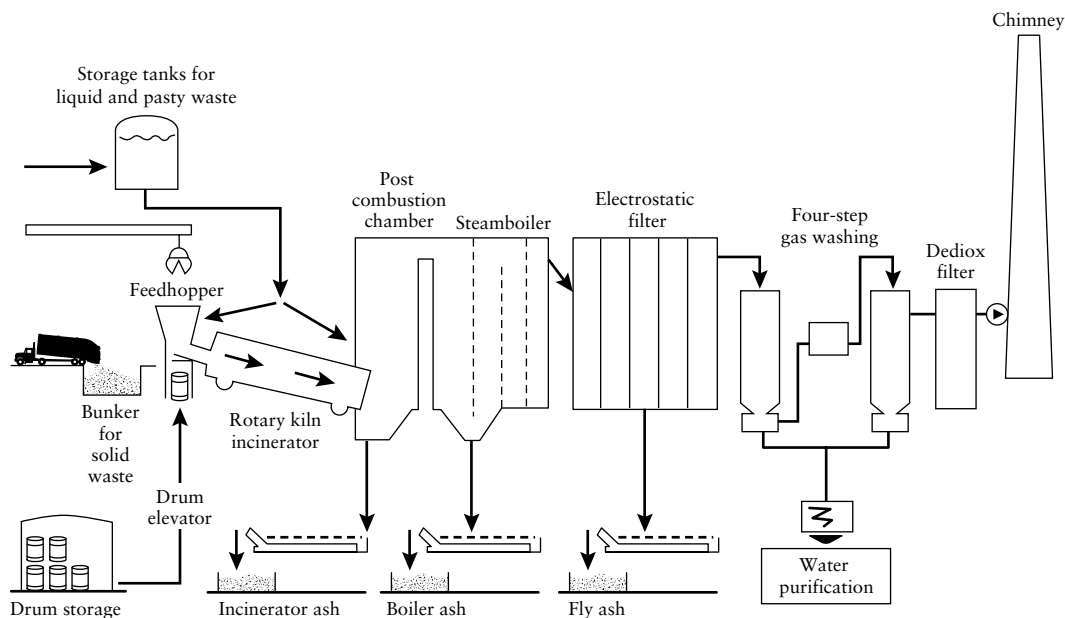 Chimney
Storage tanks for
liquid and pasty waste
Post
combustion
chamber
Steamboiler
Electrostatic
filter
Four-step
gas washing
Dediox
filter
Feedhopper
Bunker
for
solid
waste
Rotary kiln
incinerator
Drum
elevator
Drum storage
Incinerator ash
Boiler ash
Fly ash
Water
purification